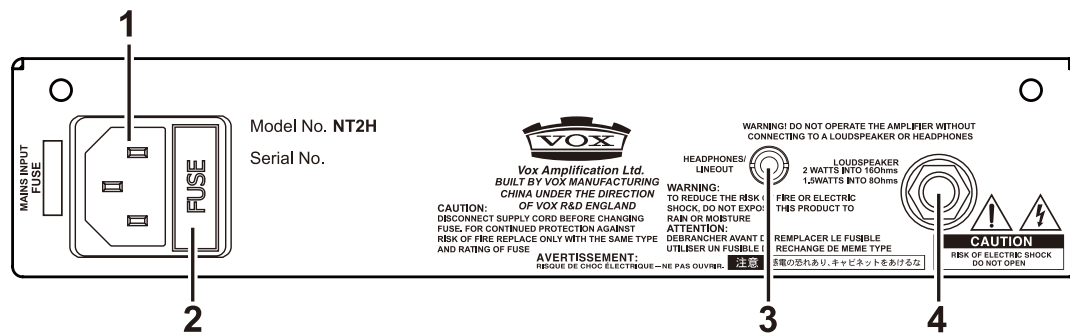 1
MAINS INPUT
FUSE
FUSE
2
Model No. NT2H
Serial No.
VOX
Vox Amplification Ltd.
BUILT BY VOX MANUFACTURING
CHINA UNDER THE DIRECTION
OF VOX R&D ENGLAND
CAUTION:
DISCONNECT SUPPLY CORD BEFORE CHANGING
FUSE. FOR CONTINUED PROTECTION AGAINST
RISK OF FIRE REPLACE ONLY WITH THE SAME TYPE
AND RATING OF FUSE
WARNING! DO NOT OPERATE THE AMPLIFIER WITHOUT
CONNECTING TO A LOUDSPEAKER OR HEADPHONES
HEADPHONES/
LINEOUT
LOUDSPEAKER
2 WATTS INTO 16Ohms
1.5WATTS INTO 8Ohms
WARNING:
TO REDUCE THE RISK FIRE OR ELECTRIC
SHOCK, DO NOT EXPOS THIS PRODUCT TO
RAIN OR MOISTURE
ATTENTION:
DEBRANCHER AVANT REMPLACER LE FUSIBLE
UTILISER UN FUSIBLE RECHANGE DE MEME TYPE
AVERTISSEMENT:
RISQUE DE CHOC ÉLECTRIQUE—NE PAS OUVRIR.
注意 感電の恐れあり、キャビネットをあけるな
CAUTION
RISK OF ELECTRIC SHOCK
DO NOT OPEN
3
4